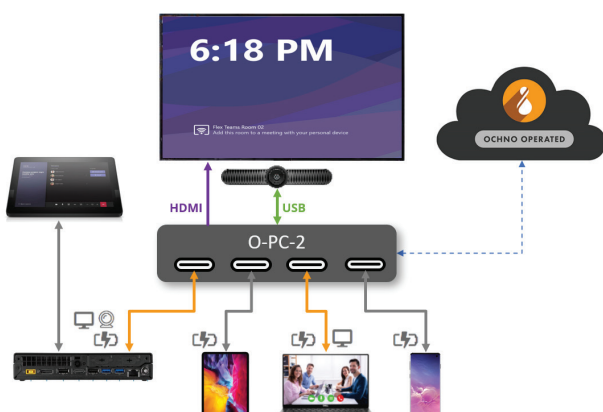 6:18 PM
Flex Teams Room 02
Add this room to a meeting with your personal device
OCHNO OPERATED
HDMI
USB
O-PC-2